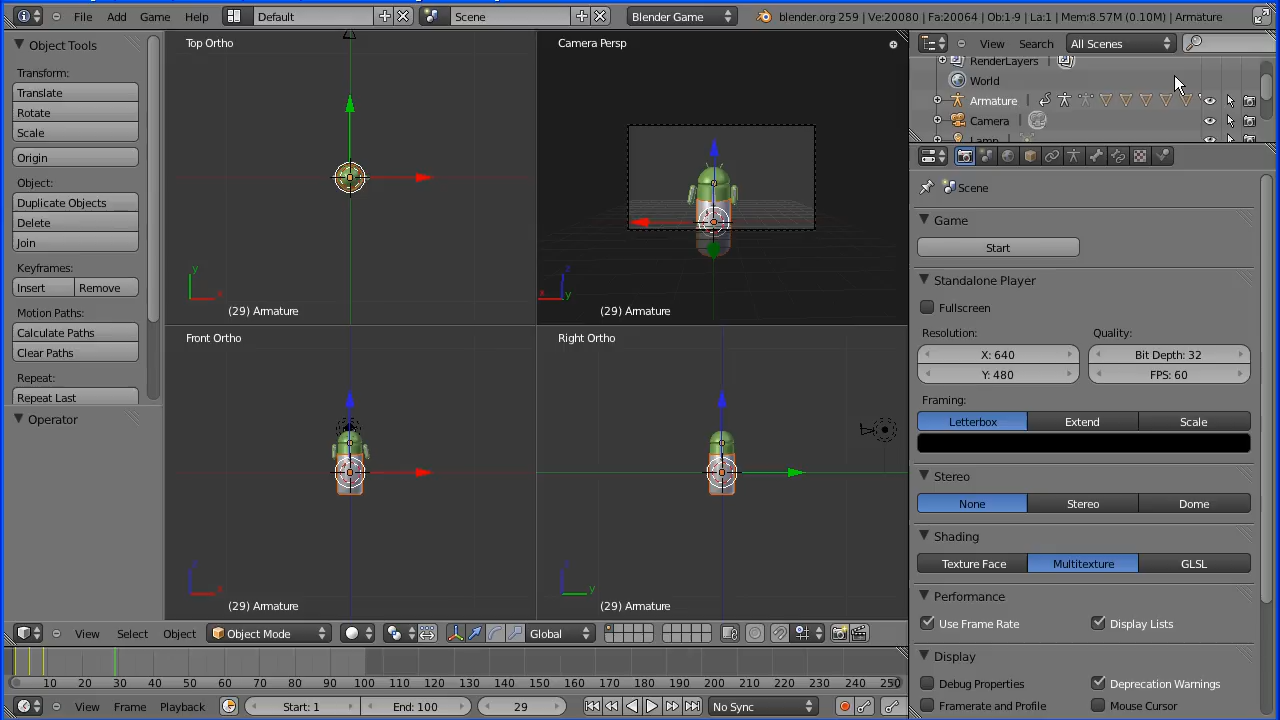 File Add Game Help Default Scene Blender Game blender.org 259 | Ve:20080 | Fa:20064 | Ob:1-9 | La:1 | Mem:8.57M (0.10M) | Armature
Object Tools
Transform:
Translate
Rotate
Scale
Origin
Object:
Duplicate Objects
Delete
Join
Keyframes:
Insert Remove
Motion Paths:
Calculate Paths
Clear Paths
Repeat:
Repeat Last
Operator
Top Ortho
y
x
(29) Armature
Camera Persp
z
x
y
(29) Armature
Front Ortho
z
x
(29) Armature
Right Ortho
z
y
(29) Armature
View Search All Scenes
RenderLayers
World
Armature
Camera
Lamp
Scene
Game
Start
Standalone Player
Fullscreen
Resolution: Quality:
X: 640 Bit Depth: 32
Y: 480 FPS: 60
Framing:
Letterbox Extend Scale
Stereo
None Stereo Dome
Shading
Texture Face Multitexture GLSL
Performance
Use Frame Rate Display Lists
Display
Debug Properties Deprecation Warnings
Framerate and Profile Mouse Cursor
View Select Object Object Mode Global
0 10 20 30 40 50 60 70 80 90 100 110 120 130 140 150 160 170 180 190 200 210 220 230 240 250
View Frame Playback Start: 1 End: 100 29 No Sync